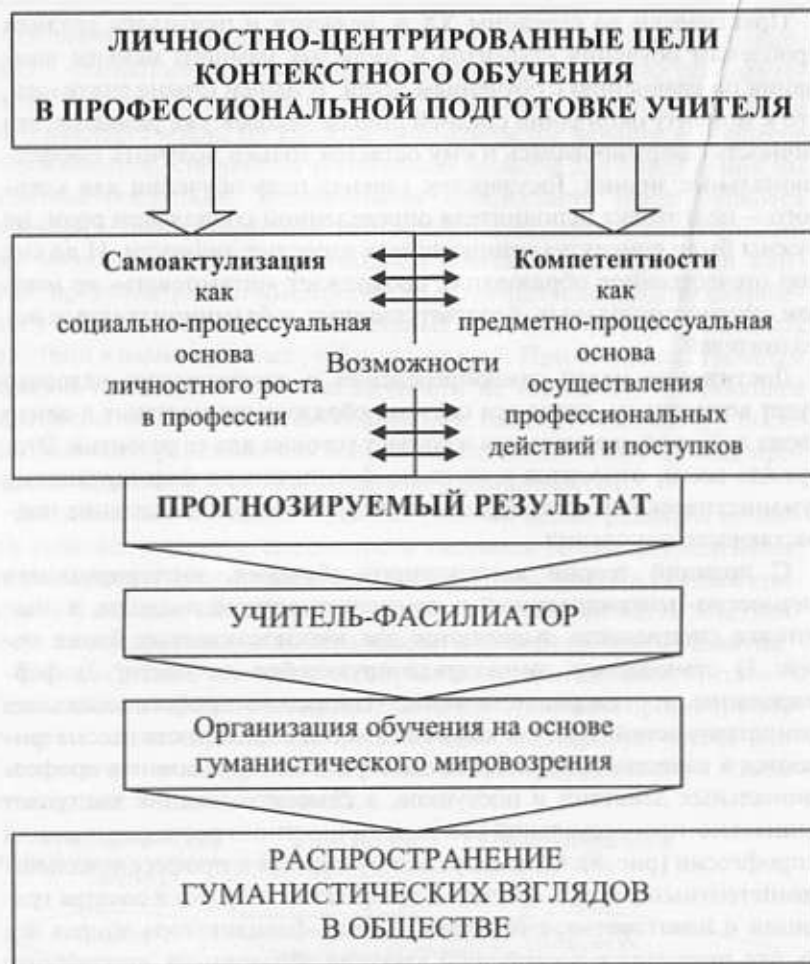 ЛИЧНОСТНО-ЦЕНТРИРОВАННЫЕ ЦЕЛИ
КОНТЕКСТНОГО ОБУЧЕНИЯ
В ПРОФЕССИОНАЛЬНОЙ ПОДГОТОВКЕ УЧИТЕЛЯ
Самоактулизация
как
социально-процессуальная
основа
личностного роста
в профессии
Возможности
Компетентности
как
предметно-процессуальная
основа
осуществления
профессиональных
действий и поступков
ПРОГНОЗИРУЕМЫЙ РЕЗУЛЬТАТ
УЧИТЕЛЬ-ФАСИЛИАТОР
Организация обучения на основе
гуманистического мировозрения
РАСПРОСТРАНЕНИЕ
ГУМАНИСТИЧЕСКИХ ВЗГЛЯДОВ
В ОБЩЕСТВЕ